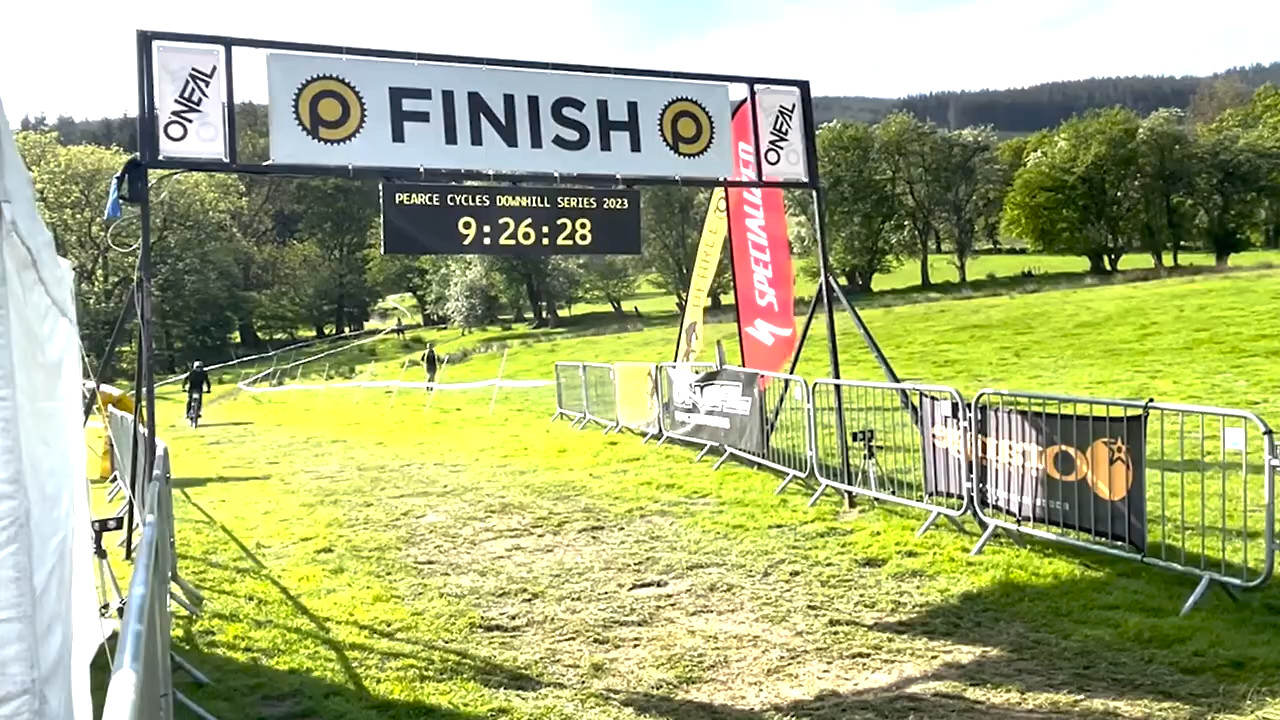 ONEAL
FINISH
ONEAL
PEARCE CYCLES DOWNHILL SERIES 2023
9:26:28
SPECIALIZED